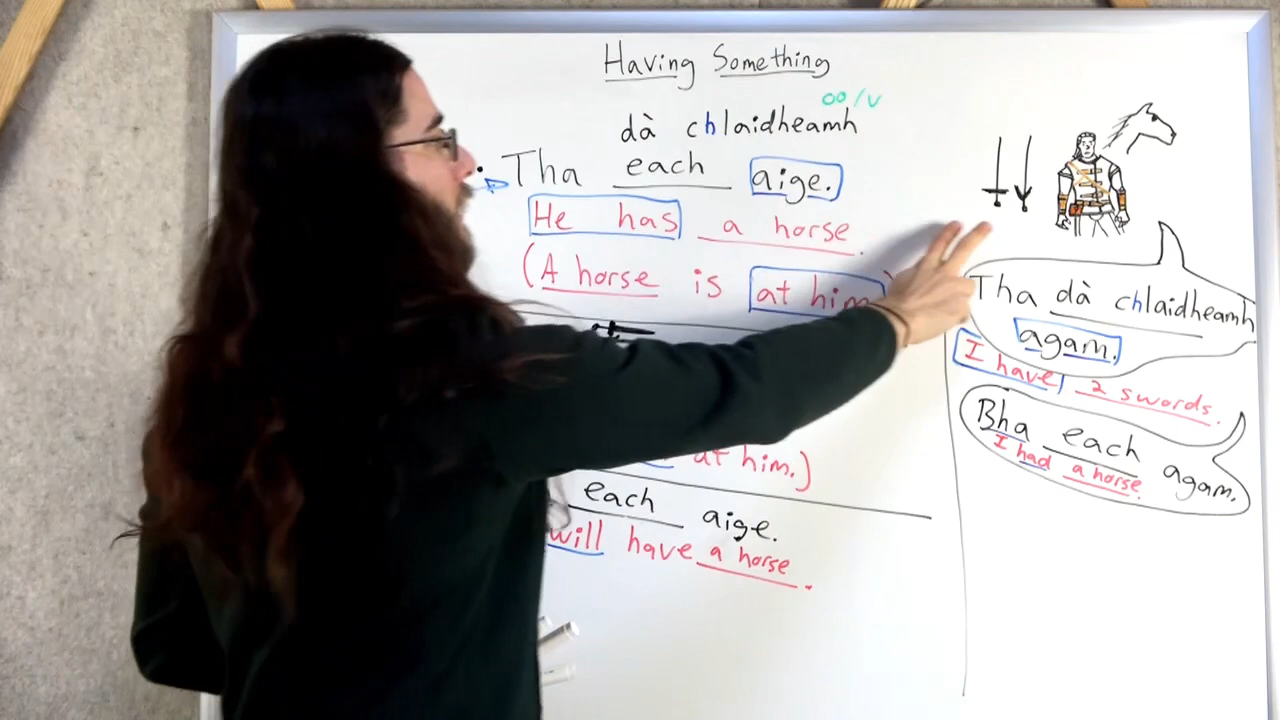 Having Something
oo/v
dà chlaidheamh
Tha each aige.
He has a horse.
(A horse is at him)
at him.)
each aige.
will have a horse.
Tha dà chlaidheamh
agam.
I have 2 swords.
Bha each agam.
I had a horse.